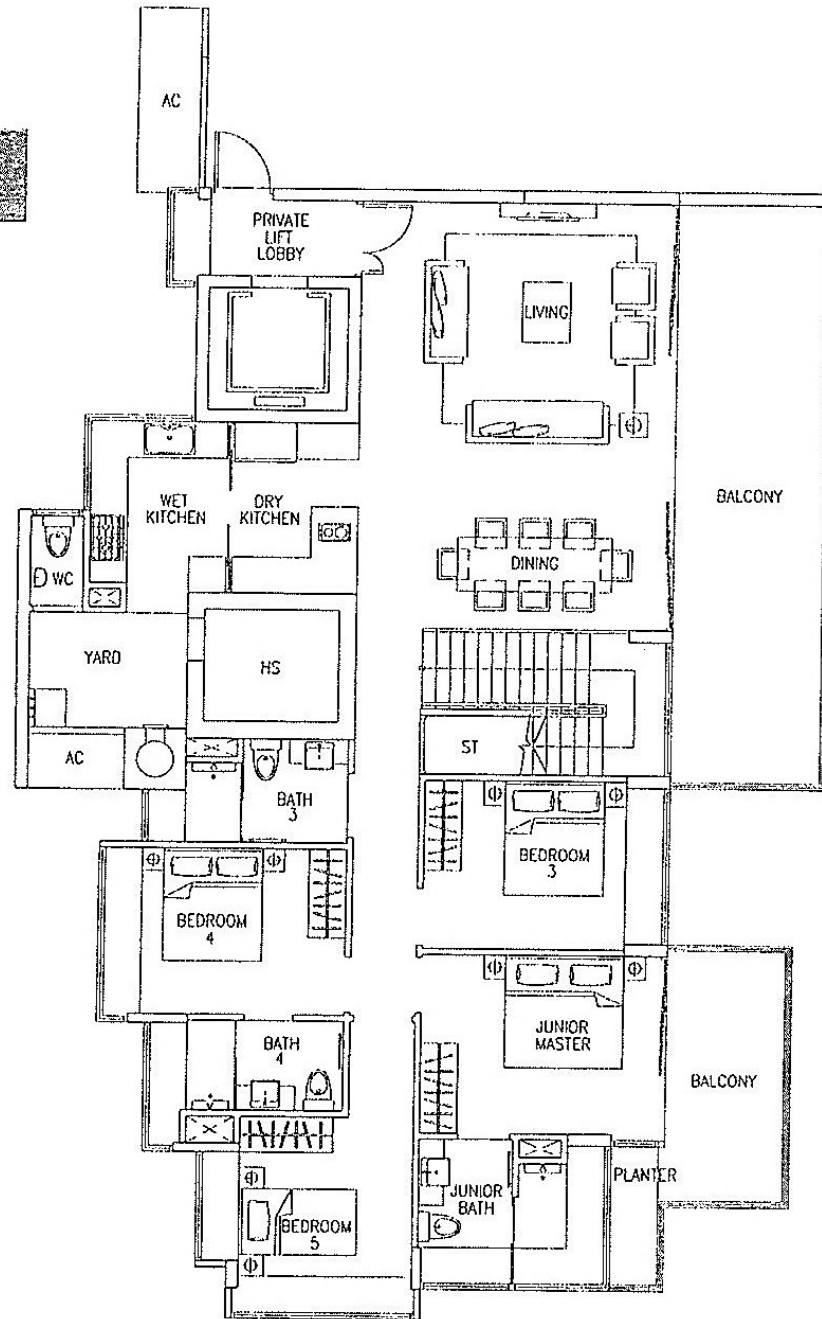 AC
PRIVATE
LIFT
LOBBY
LIVING
BALCONY
WET
KITCHEN
DRY
KITCHEN
DINING
WC
YARD
HS
ST
AC
BATH
3
BEDROOM
3
BEDROOM
4
JUNIOR
MASTER
BATH
4
BALCONY
PLANTER
JUNIOR
BATH
BEDROOM
5